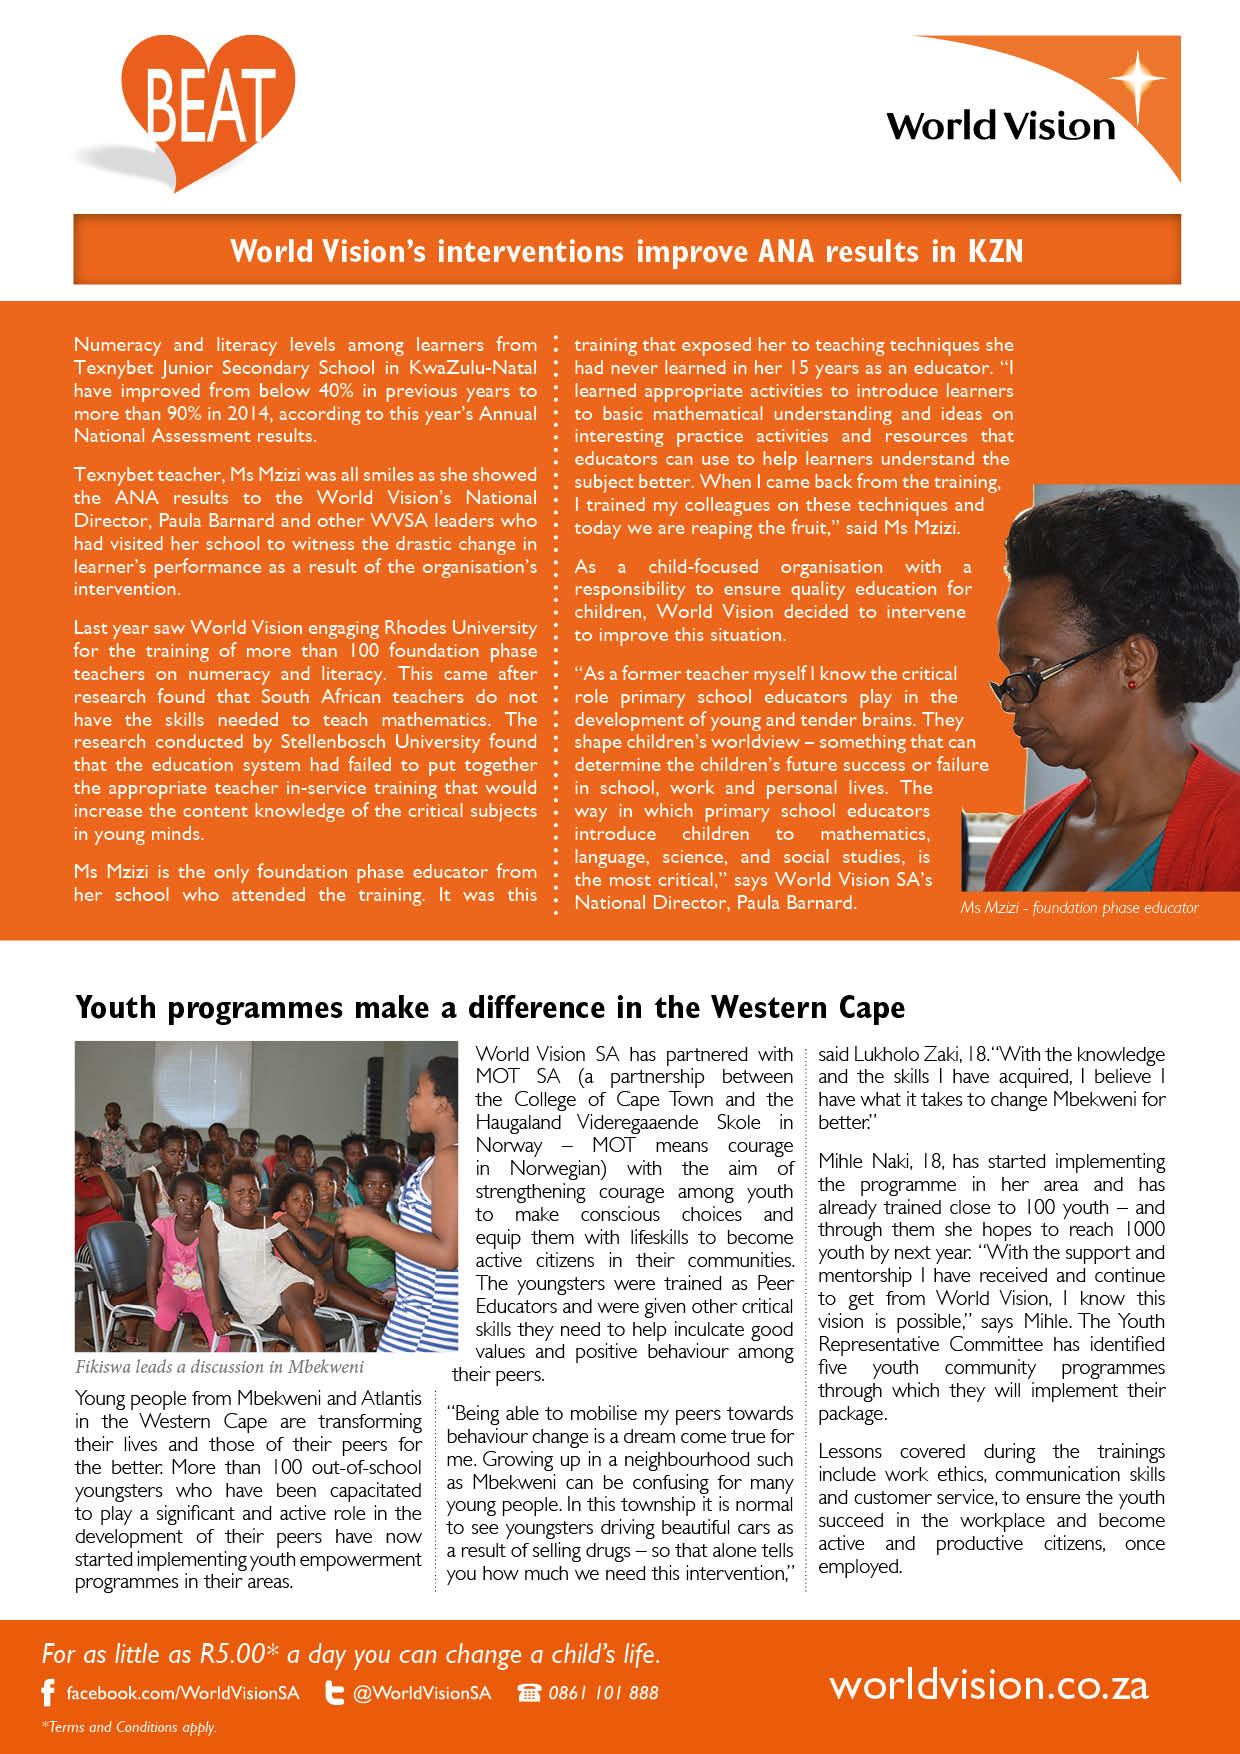 BEAT
World Vision
World Vision's interventions improve ANA results in KZN
Numeracy and literacy levels among learners from
Texnybet Junior Secondary School in KwaZulu-Natal
have improved from below 40% in previous years to
more than 90% in 2014, according to this year's Annual
National Assessment results.
Texnybet teacher, Ms Mzizi was all smiles as she showed
the ANA results to the World Vision's National
Director, Paula Barnard and other WVSA leaders who
had visited her school to witness the drastic change in
learner's performance as a result of the organisation's
intervention.
Last year saw World Vision engaging Rhodes University
for the training of more than 100 foundation phase
teachers on numeracy and literacy. This came after
research found that South African teachers do not
have the skills needed to teach mathematics. The
research conducted by Stellenbosch University found
that the education system had failed to put together
the appropriate teacher in-service training that would
increase the content knowledge of the critical subjects
in young minds.
Ms Mzizi is the only foundation phase educator from
her school who attended the training. It was this
training that exposed her to teaching techniques she
had never learned in her 15 years as an educator. “I
learned appropriate activities to introduce learners
to basic mathematical understanding and ideas on
interesting practice activities and resources that
educators can use to help learners understand the
subject better. When I came back from the training,
I trained my colleagues on these techniques and
today we are reaping the fruit,” said Ms Mzizi.
As a child-focused organisation with a
responsibility to ensure quality education for
children, World Vision decided to intervene
to improve this situation.
“As a former teacher myself I know the critical
role primary school educators play in the
development of young and tender brains. They
shape children's worldview – something that can
determine the children's future success or failure
in school, work and personal lives. The
way in which primary school educators
introduce children to mathematics,
language, science, and social studies, is
the most critical,” says World Vision SA's
National Director, Paula Barnard.
Ms Mzizi - foundation phase educator
Youth programmes make a difference in the Western Cape
Fikiswa leads a discussion in Mbekweni
Young people from Mbekweni and Atlantis
in the Western Cape are transforming
their lives and those of their peers for
the better. More than 100 out-of-school
youngsters who have been capacitated
to play a significant and active role in the
development of their peers have now
started implementing youth empowerment
programmes in their areas.
World Vision SA has partnered with
MOT SA (a partnership between
the College of Cape Town and the
Haugaland Videregaaende Skole in
Norway – MOT means courage
in Norwegian) with the aim of
strengthening courage among youth
to make conscious choices and
equip them with lifeskills to become
active citizens in their communities.
The youngsters were trained as Peer
Educators and were given other critical
skills they need to help inculcate good
values and positive behaviour among
their peers.
“Being able to mobilise my peers towards
behaviour change is a dream come true for
me. Growing up in a neighbourhood such
as Mbekweni can be confusing for many
young people. In this township it is normal
to see youngsters driving beautiful cars as
a result of selling drugs – so that alone tells
you how much we need this intervention,”
said Lukholo Zaki, 18. “With the knowledge
and the skills I have acquired, I believe I
have what it takes to change Mbekweni for
better.”
Mihle Naki, 18, has started implementing
the programme in her area and has
already trained close to 100 youth – and
through them she hopes to reach 1000
youth by next year. “With the support and
mentorship I have received and continue
to get from World Vision, I know this
vision is possible,” says Mihle. The Youth
Representative Committee has identified
five youth community programmes
through which they will implement their
package.
Lessons covered during the trainings
include work ethics, communication skills
and customer service, to ensure the youth
succeed in the workplace and become
active and productive citizens, once
employed.
For as little as R5.00* a day you can change a child's life.
facebook.com/WorldVisionSA @WorldVisionSA 0861 101 888
*Terms and Conditions apply.
worldvision.co.za